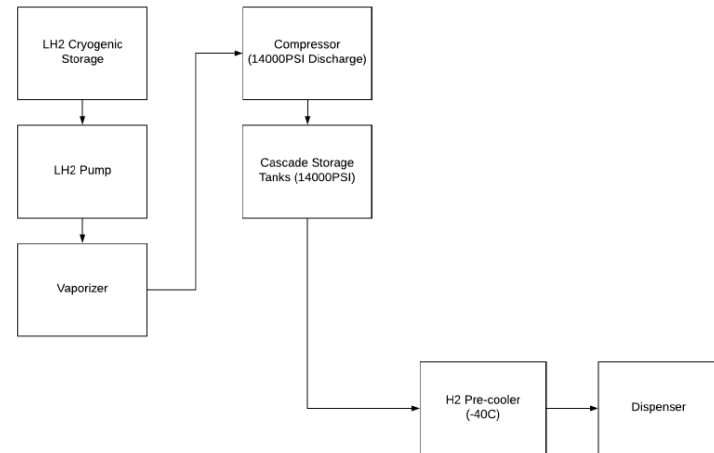 LH2 Cryogenic
Storage
LH2 Pump
Vaporizer
Compressor
(14000PSI Discharge)
Cascade Storage
Tanks (14000PSI)
H2 Pre-cooler
(-40C)
Dispenser